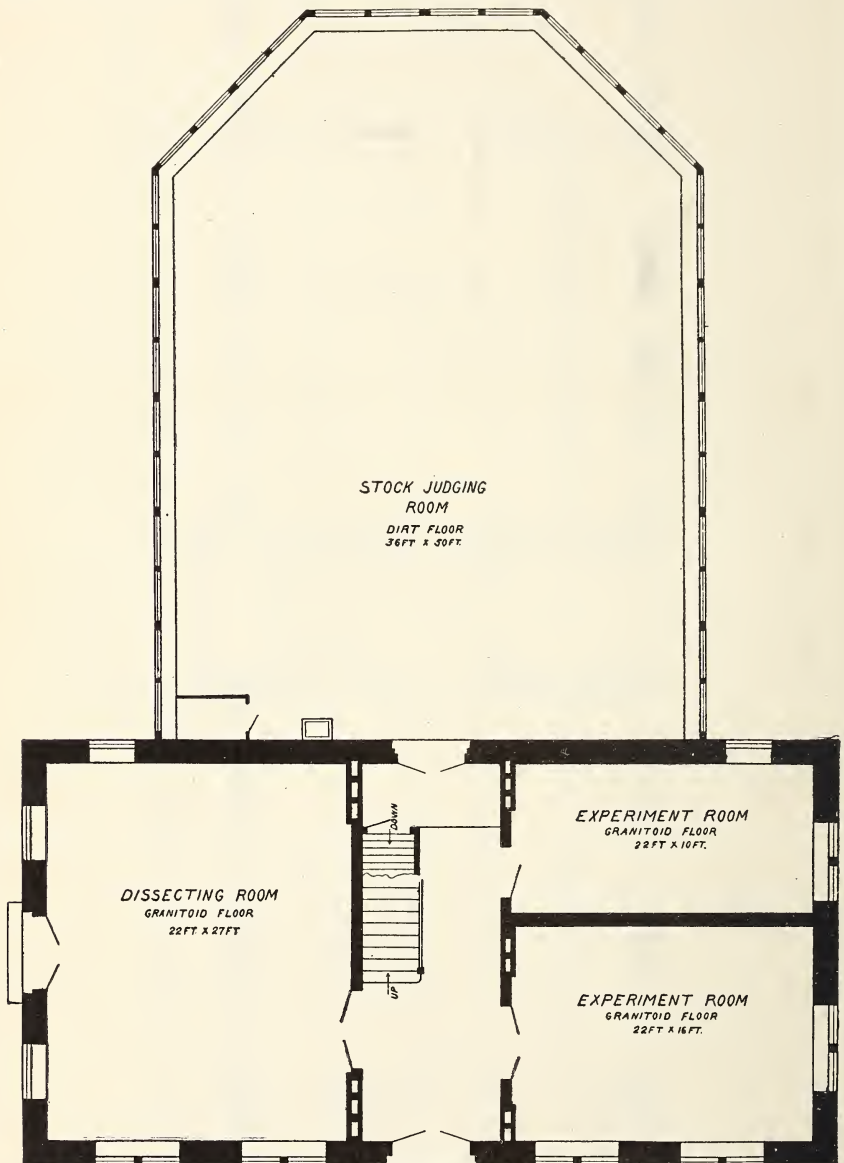 STOCK JUDGING
ROOM
DIRT FLOOR
36FT X 50FT.
DOWN
EXPERIMENT ROOM
GRANITOID FLOOR
22FT X 10FT.
DISSECTING ROOM
GRANITOID FLOOR
22FT X 27FT
UP
EXPERIMENT ROOM
GRANITOID FLOOR
22FT X 16FT.